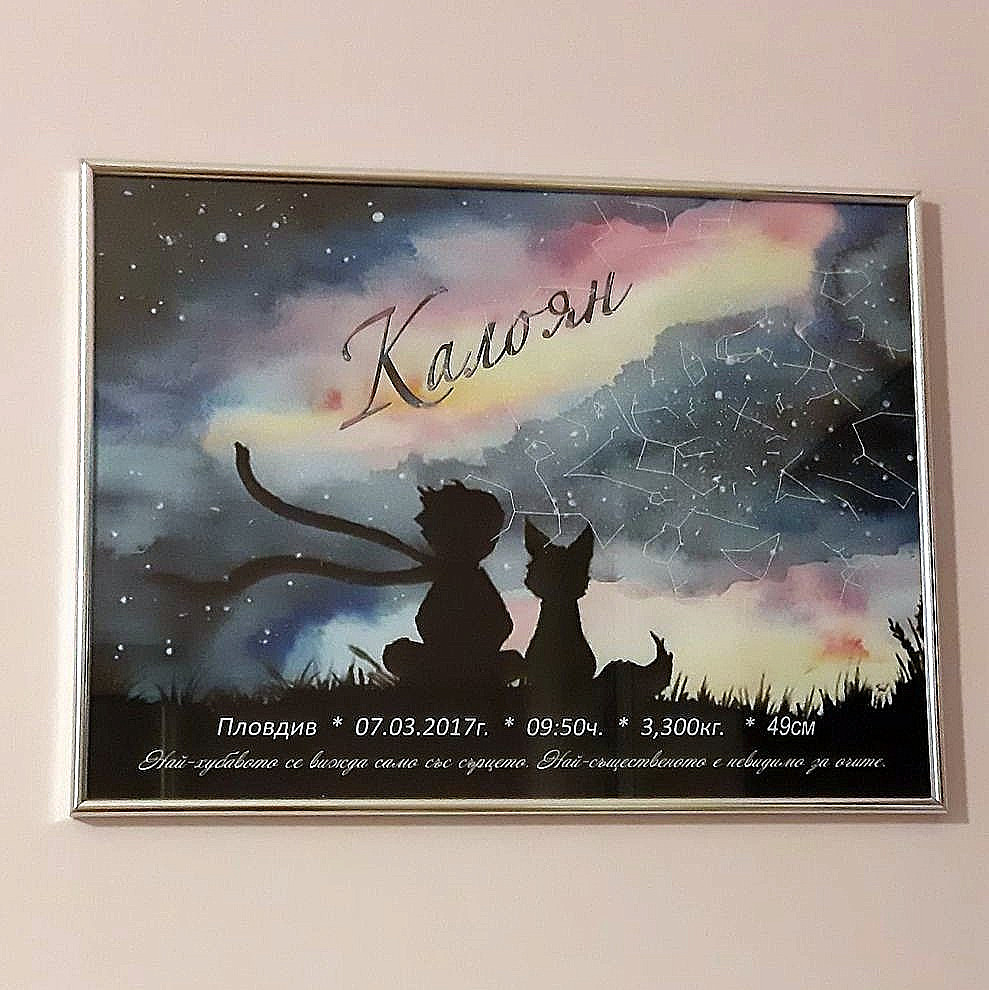 Калоян
Пловдив * 07.03.2017г. * 09:50ч. * 3,300кг. * 49см
Най-хубавото се вижда само със сърцето. Най-същественото е невидимо за очите.